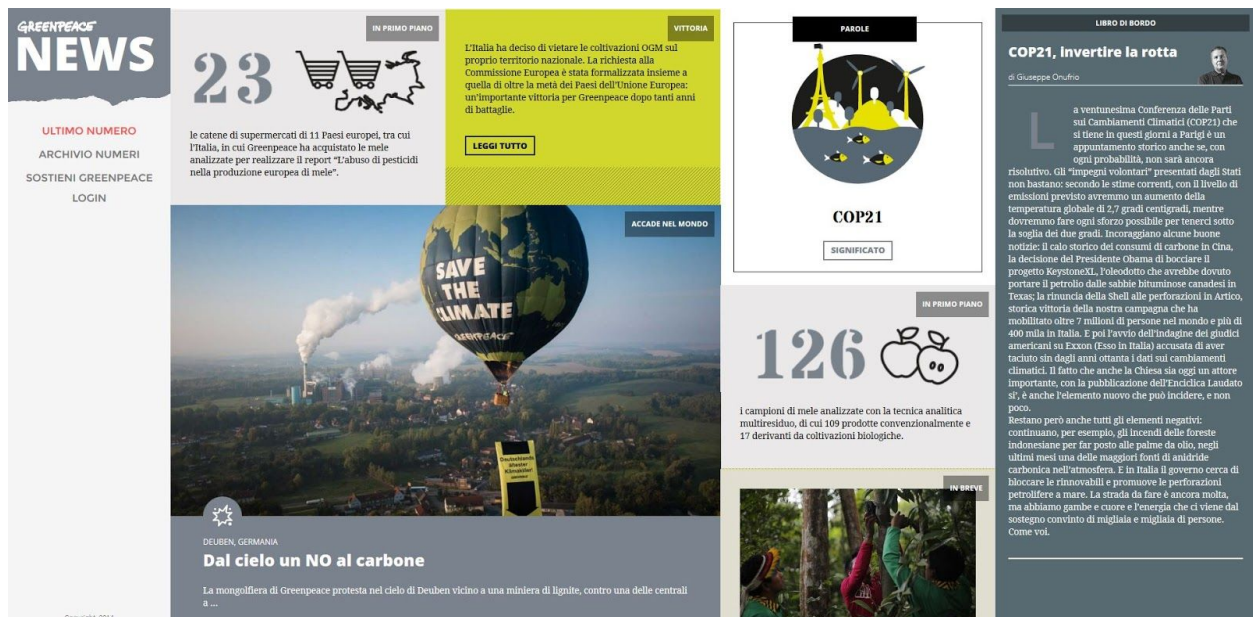 GREENPEACE
NEWS
ULTIMO NUMERO
ARCHIVIO NUMERI
SOSTIENI GREENPEACE
LOGIN
IN PRIMO PIANO
23
le catene di supermercati di 11 Paesi europei, tra cui
l'Italia, in cui Greenpeace ha acquistato le mele
analizzate per realizzare il report "L'abuso di pesticidi
nella produzione europea di mele".
VITTORIA
L'Italia ha deciso di vietare le coltivazioni OGM sul
proprio territorio nazionale. La richiesta alla
Commissione Europea è stata formalizzata insieme a
quella di oltre la metà dei Paesi dell'Unione Europea:
un'importante vittoria per Greenpeace dopo tanti anni
di battaglie.
LEGGI TUTTO
ACCADE NEL MONDO
SAVE
THE
CLIMATE
GREENPEACE
Deutschlands
ältester
Klimakiller!
DEUBEN, GERMANIA
Dal cielo un NO al carbone
La mongolfiera di Greenpeace protesta nel cielo di Deuben vicino a una miniera di lignite, contro una delle centrali
a ...
PAROLE
COP21
SIGNIFICATO
IN PRIMO PIANO
126
i campioni di mele analizzate con la tecnica analitica
multiresiduo, di cui 109 prodotte convenzionalmente e
17 derivanti da coltivazioni biologiche.
IN BREVE
LIBRO DI BORDO
COP21, invertire la rotta
di Giuseppe Onufrio
La ventunesima Conferenza delle Parti
sui Cambiamenti Climatici (COP21) che
si tiene in questi giorni a Parigi è un
appuntamento storico anche se, con
ogni probabilità, non sarà ancora
risolutivo. Gli "impegni volontari" presentati dagli Stati
non bastano: secondo le stime correnti, con il livello di
emissioni previsto avremmo un aumento della
temperatura globale di 2,7 gradi centigradi, mentre
dovremmo fare ogni sforzo possibile per tenerci sotto
la soglia dei due gradi. Incoraggiano alcune buone
notizie: il calo storico dei consumi di carbone in Cina,
la decisione del Presidente Obama di bocciare il
progetto KeystoneXL, l'oleodotto che avrebbe dovuto
portare il petrolio dalle sabbie bituminose canadesi in
Texas; la rinuncia della Shell alle perforazioni in Artico,
storica vittoria della nostra campagna che ha
mobilitato oltre 7 milioni di persone nel mondo e più di
400 mila in Italia. E poi l'avvio dell'indagine dei giudici
americani su Exxon (Esso in Italia) accusata di aver
taciuto sin dagli anni ottanta i dati sui cambiamenti
climatici. Il fatto che anche la Chiesa sia oggi un attore
importante, con la pubblicazione dell'Enciclica Laudato
si', è anche l'elemento nuovo che può incidere, e non
poco.
Restano però anche tutti gli elementi negativi:
continuano, per esempio, gli incendi delle foreste
indonesiane per far posto alle palme da olio, negli
ultimi mesi una delle maggiori fonti di anidride
carbonica nell'atmosfera. E in Italia il governo cerca di
bloccare le rinnovabili e promuove le perforazioni
petrolifere a mare. La strada da fare è ancora molta,
ma abbiamo gambe e cuore e l'energia che ci viene dal
sostegno convinto di migliaia e migliaia di persone.
Come voi.